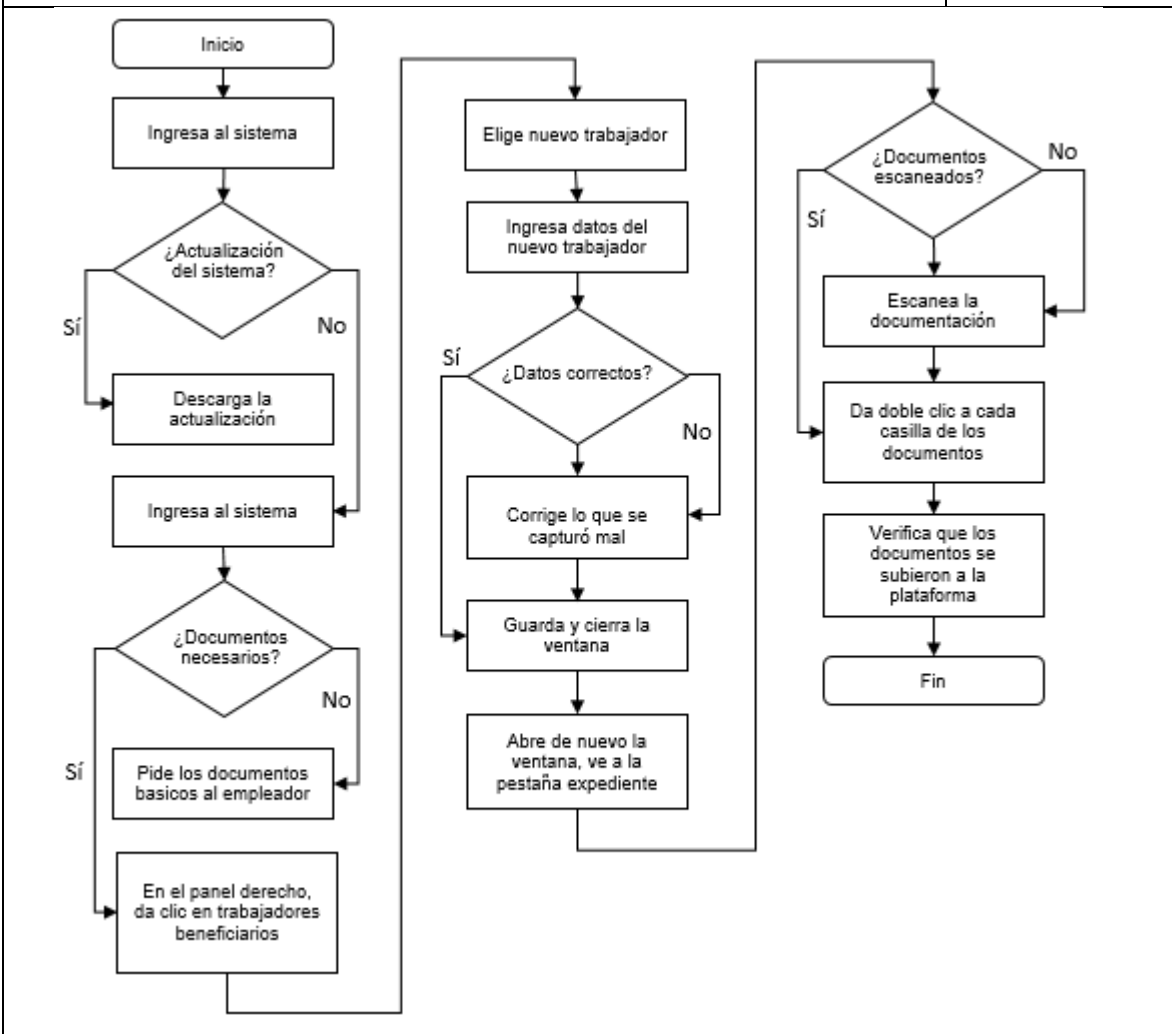 Inicio
Ingresa al sistema
¿Actualización
del sistema?
Sí
No
Descarga la
actualización
Ingresa al sistema
¿Documentos
necesarios?
No
Sí
Pide los documentos
basicos al empleador
En el panel derecho,
da clic en trabajadores
beneficiarios
Elige nuevo trabajador
Ingresa datos del
nuevo trabajador
Sí
¿Datos correctos?
No
Corrige lo que se
capturó mal
Guarda y cierra la
ventana
Abre de nuevo la
ventana, ve a la
pestaña expediente
¿Documentos
escaneados?
No
Sí
Escanea la
documentación
Da doble clic a cada
casilla de los
documentos
Verifica que los
documentos se
subieron a la
plataforma
Fin